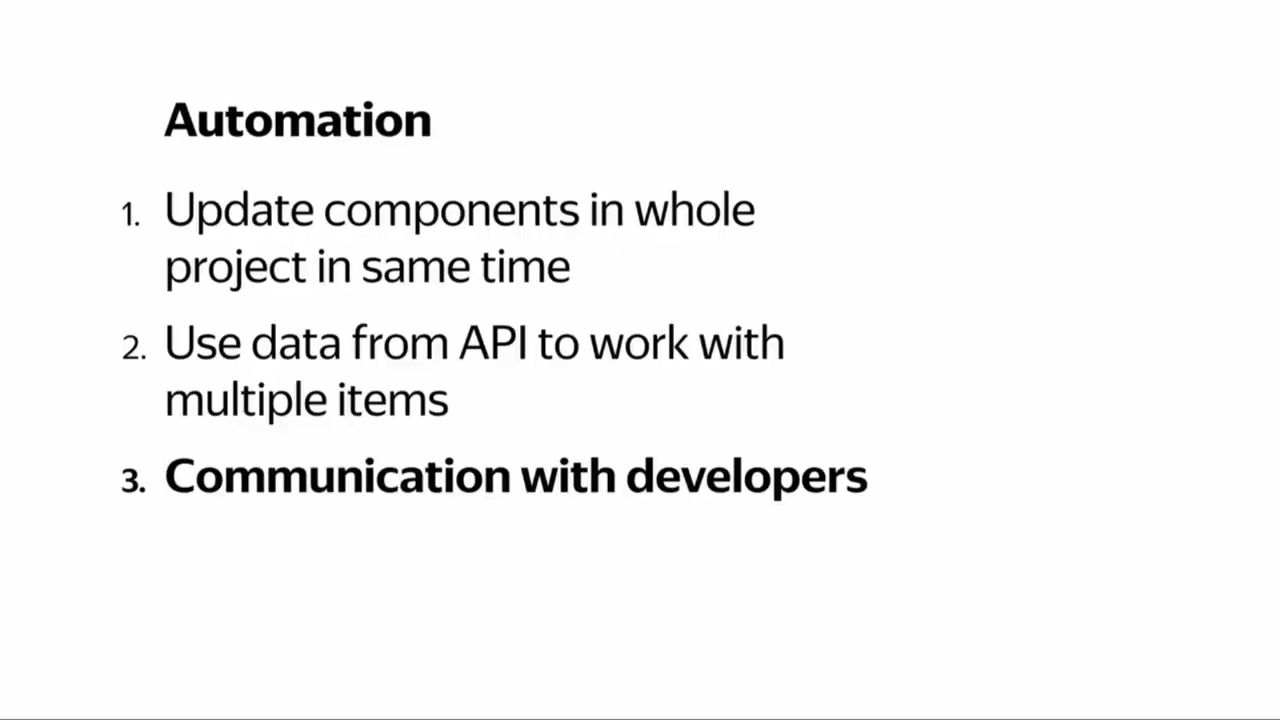 Automation
1. Update components in whole
project in same time
2. Use data from API to work with
multiple items
3. Communication with developers